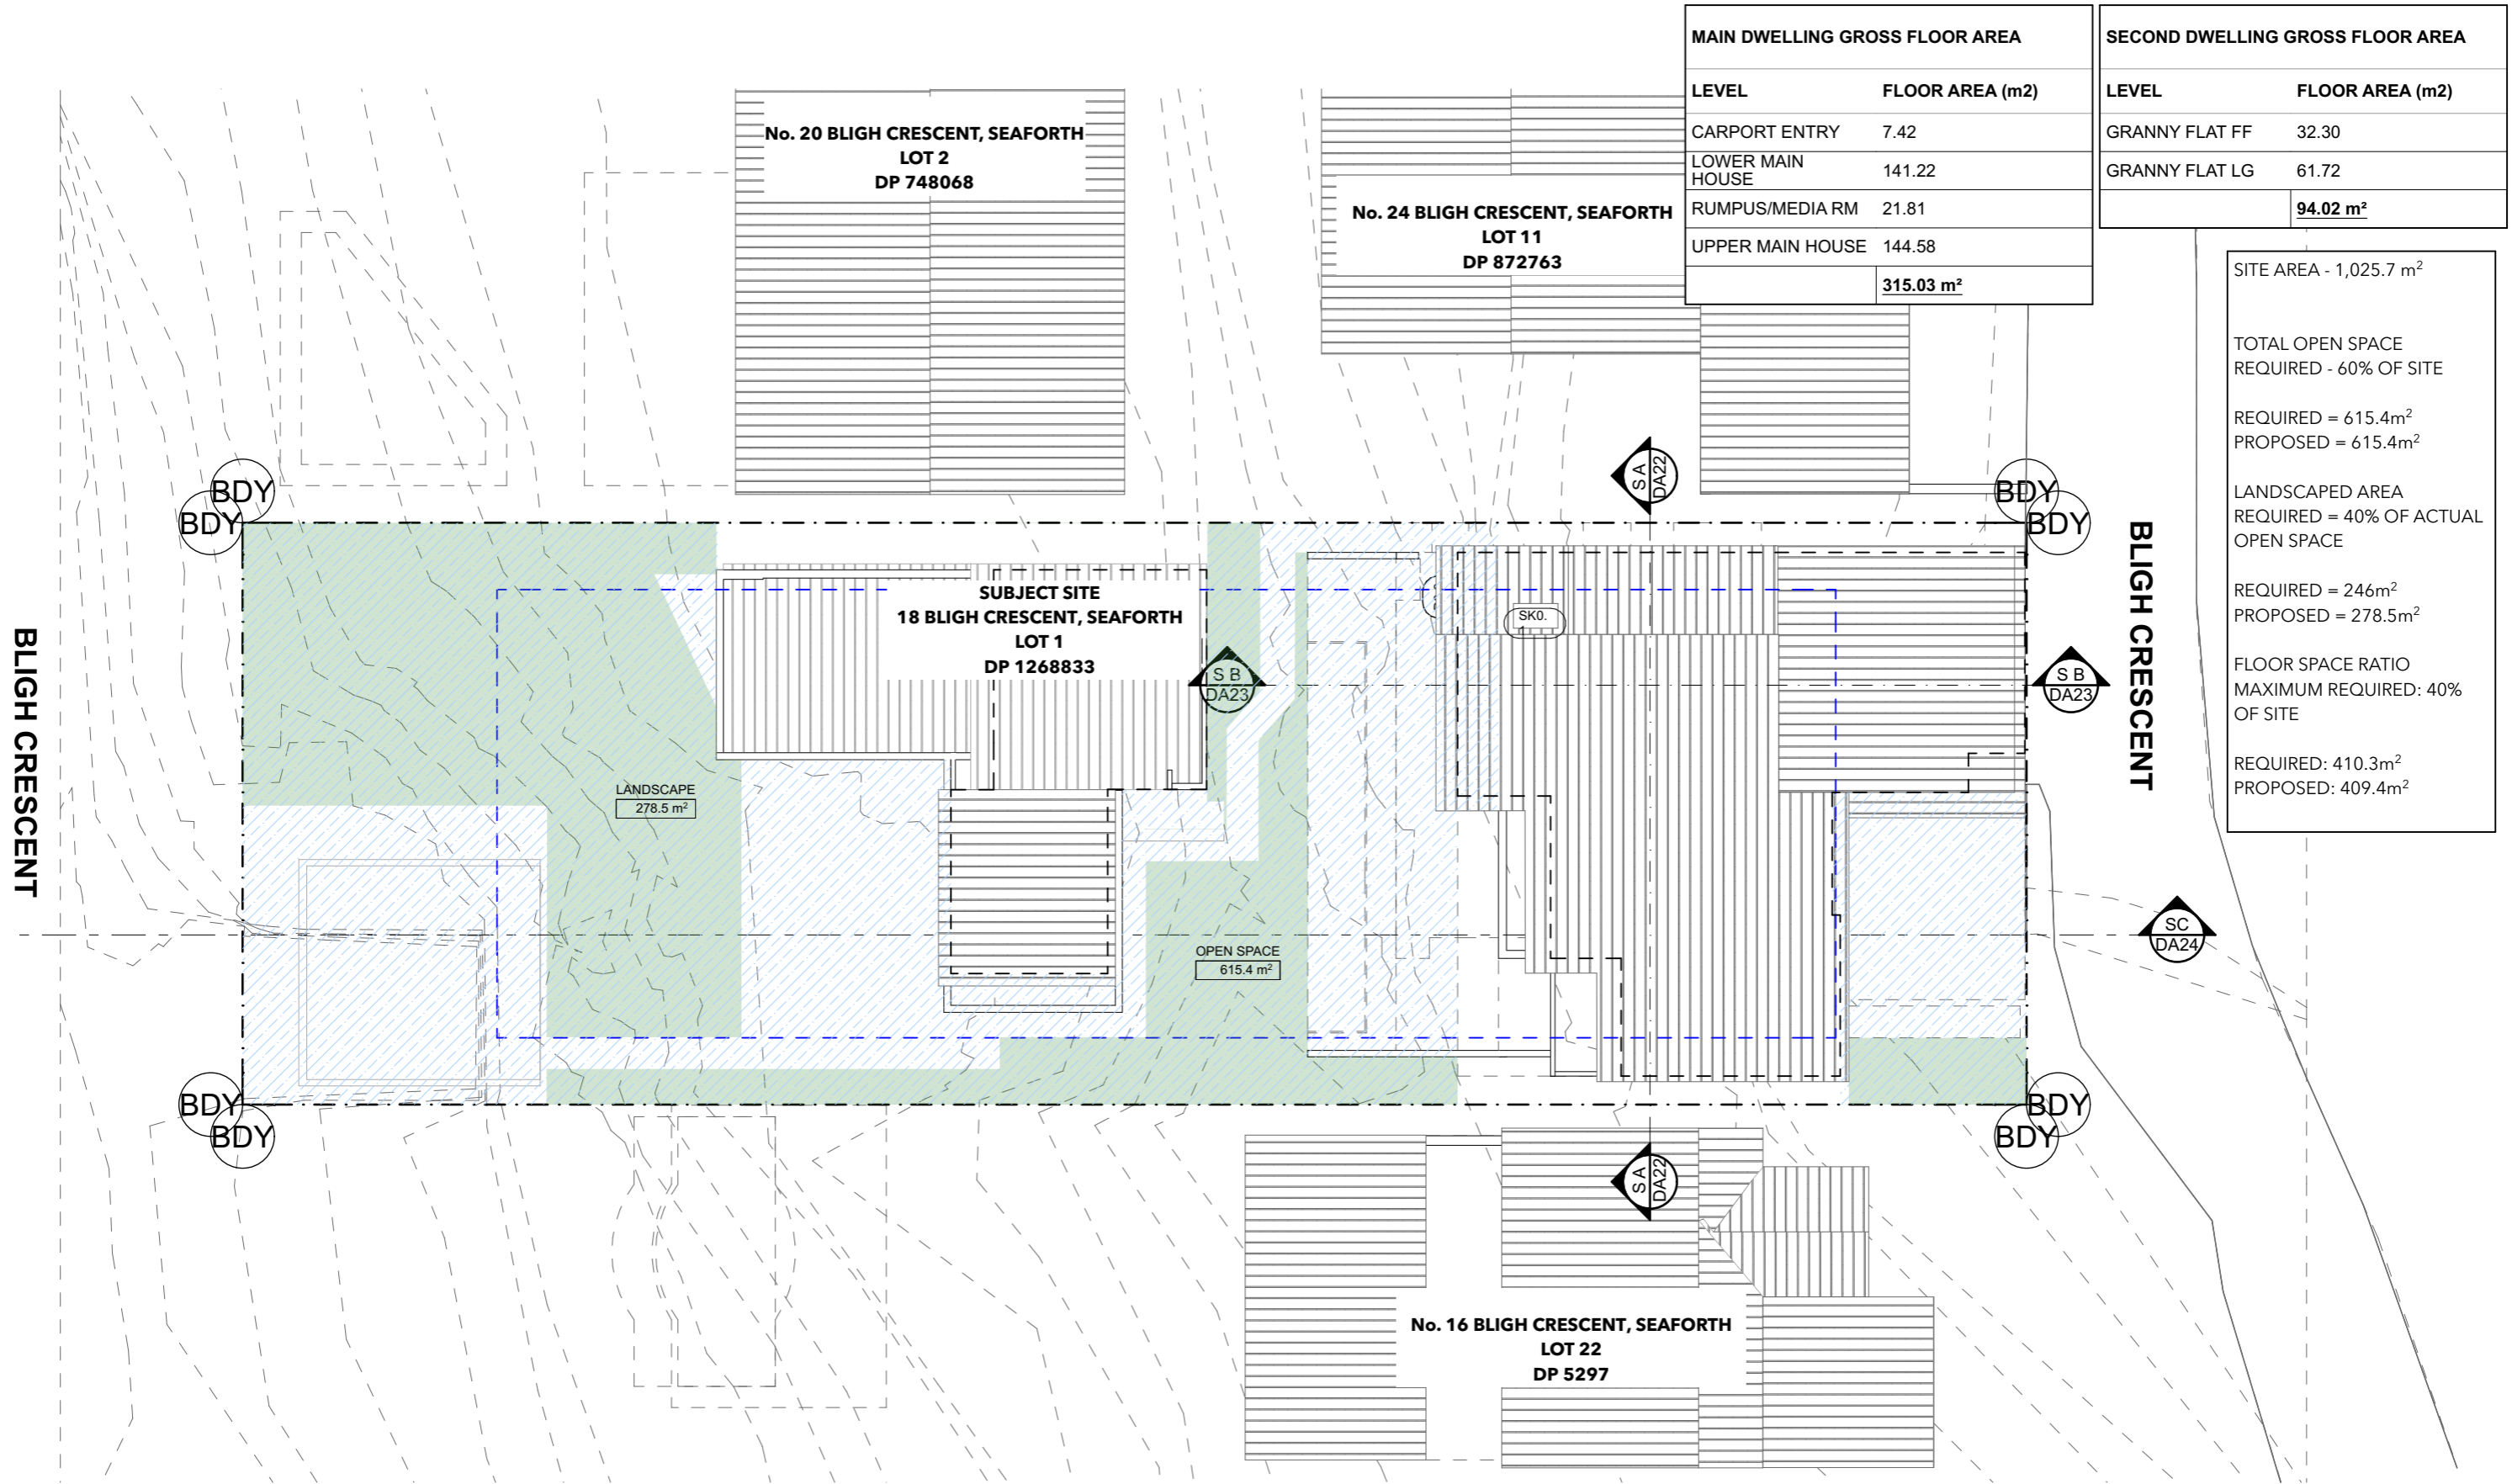 MAIN DWELLING GROSS FLOOR AREA
LEVEL FLOOR AREA (m2)
CARPORT ENTRY 7.42
LOWER MAIN
HOUSE 141.22
RUMPUS/MEDIA RM 21.81
UPPER MAIN HOUSE 144.58
315.03 m²
SECOND DWELLING GROSS FLOOR AREA
LEVEL FLOOR AREA (m2)
GRANNY FLAT FF 32.30
GRANNY FLAT LG 61.72
94.02 m²
SITE AREA - 1,025.7 m²
TOTAL OPEN SPACE
REQUIRED - 60% OF SITE
REQUIRED = 615.4m²
PROPOSED = 615.4m²
LANDSCAPED AREA
REQUIRED = 40% OF ACTUAL
OPEN SPACE
REQUIRED = 246m²
PROPOSED = 278.5m²
FLOOR SPACE RATIO
MAXIMUM REQUIRED: 40%
OF SITE
REQUIRED: 410.3m²
PROPOSED: 409.4m²
No. 20 BLIGH CRESCENT, SEAFORTH
LOT 2
DP 748068
No. 24 BLIGH CRESCENT, SEAFORTH
LOT 11
DP 872763
S A
DA22
BDY
BDY
BDY
BDY
SUBJECT SITE
18 BLIGH CRESCENT, SEAFORTH
LOT 1
DP 1268833
SK0.
S B
DA23
S B
DA23
BLIGH CRESCENT
BLIGH CRESCENT
LANDSCAPE
278.5 m²
OPEN SPACE
615.4 m²
SC
DA24
BDY
BDY
BDY
BDY
S A
DA22
No. 16 BLIGH CRESCENT, SEAFORTH
LOT 22
DP 5297